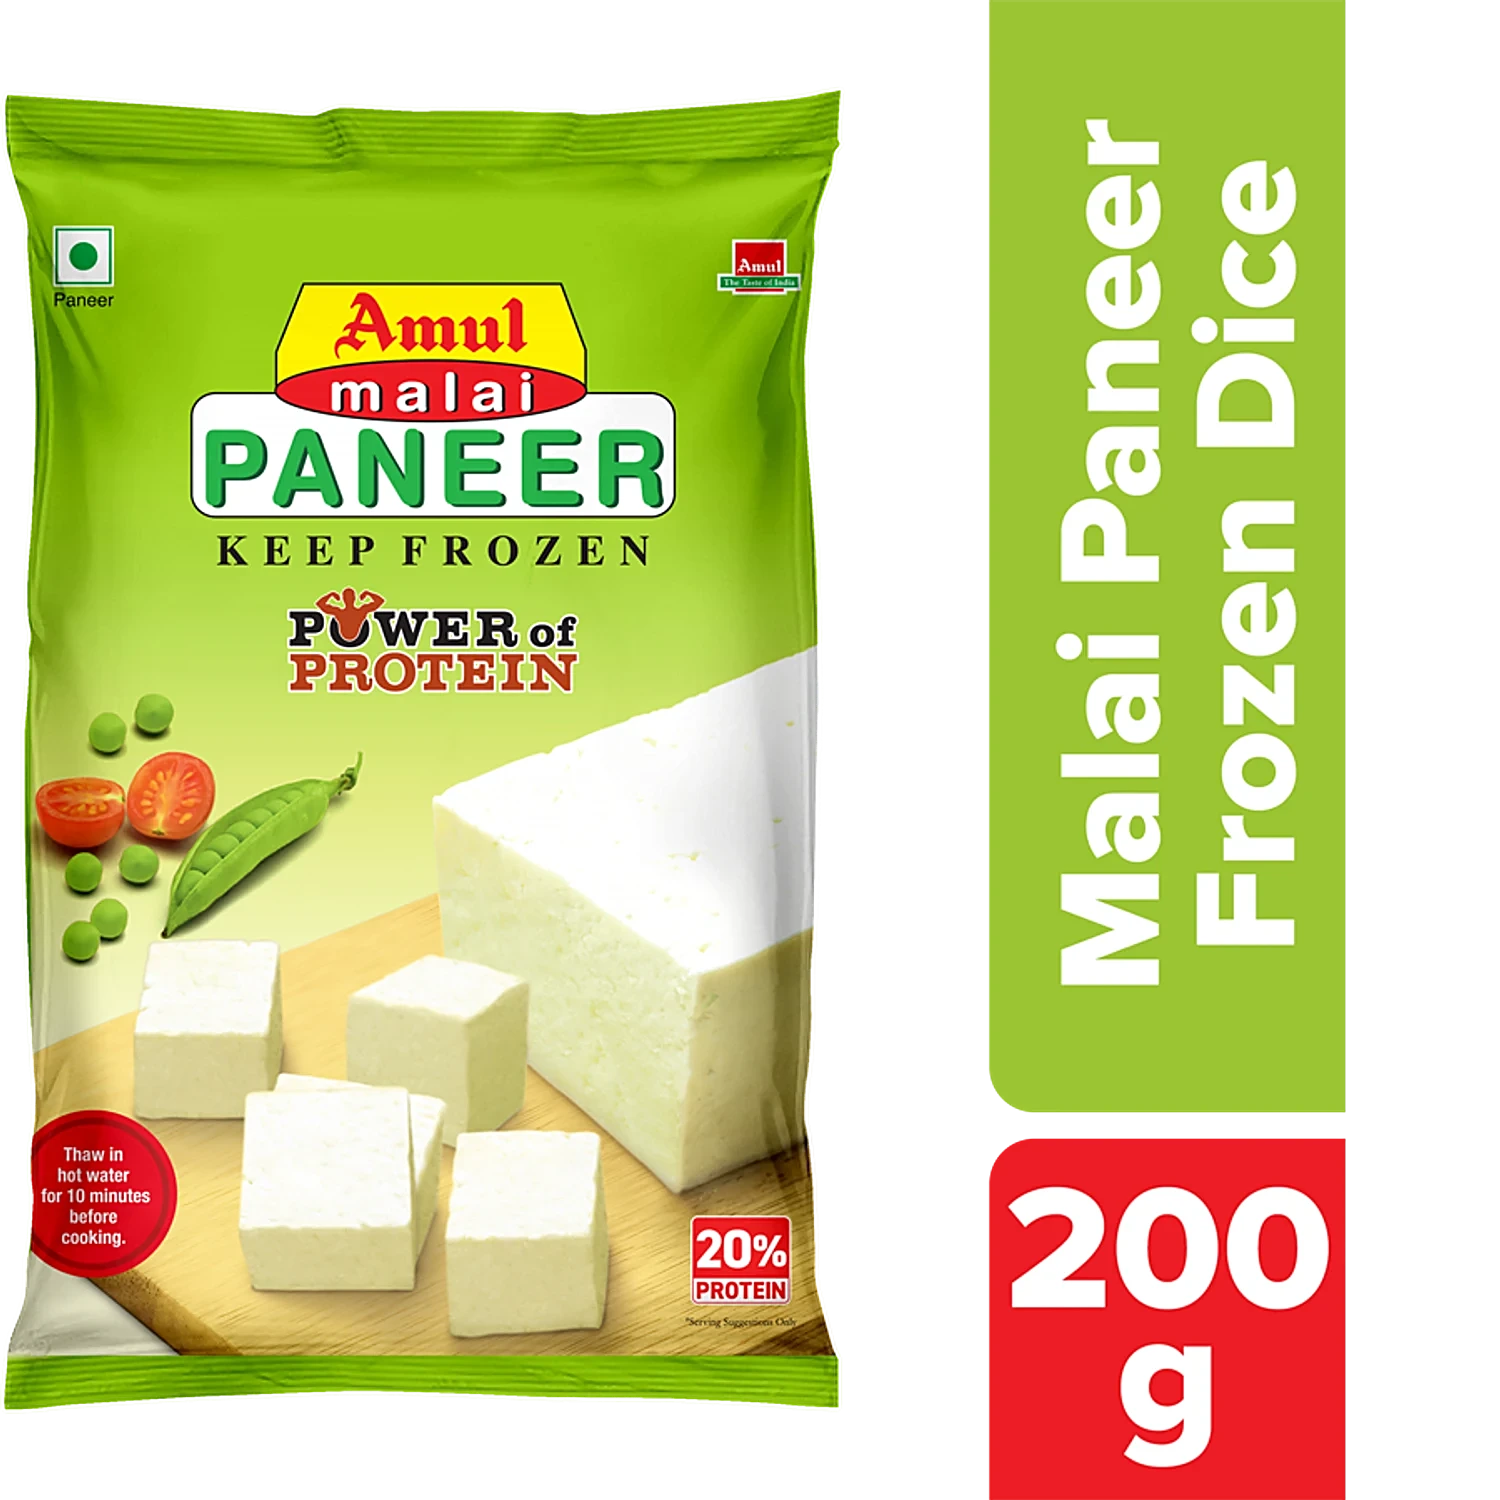 Paneer
Amul
The Taste of India
Amul
malai
PANEER
KEEP FROZEN
POWER of
PROTEIN
Thaw in
hot water
for 10 minutes
before
cooking.
20%
PROTEIN
*Serving Suggestions Only
Malai Paneer
Frozen Dice
200
g